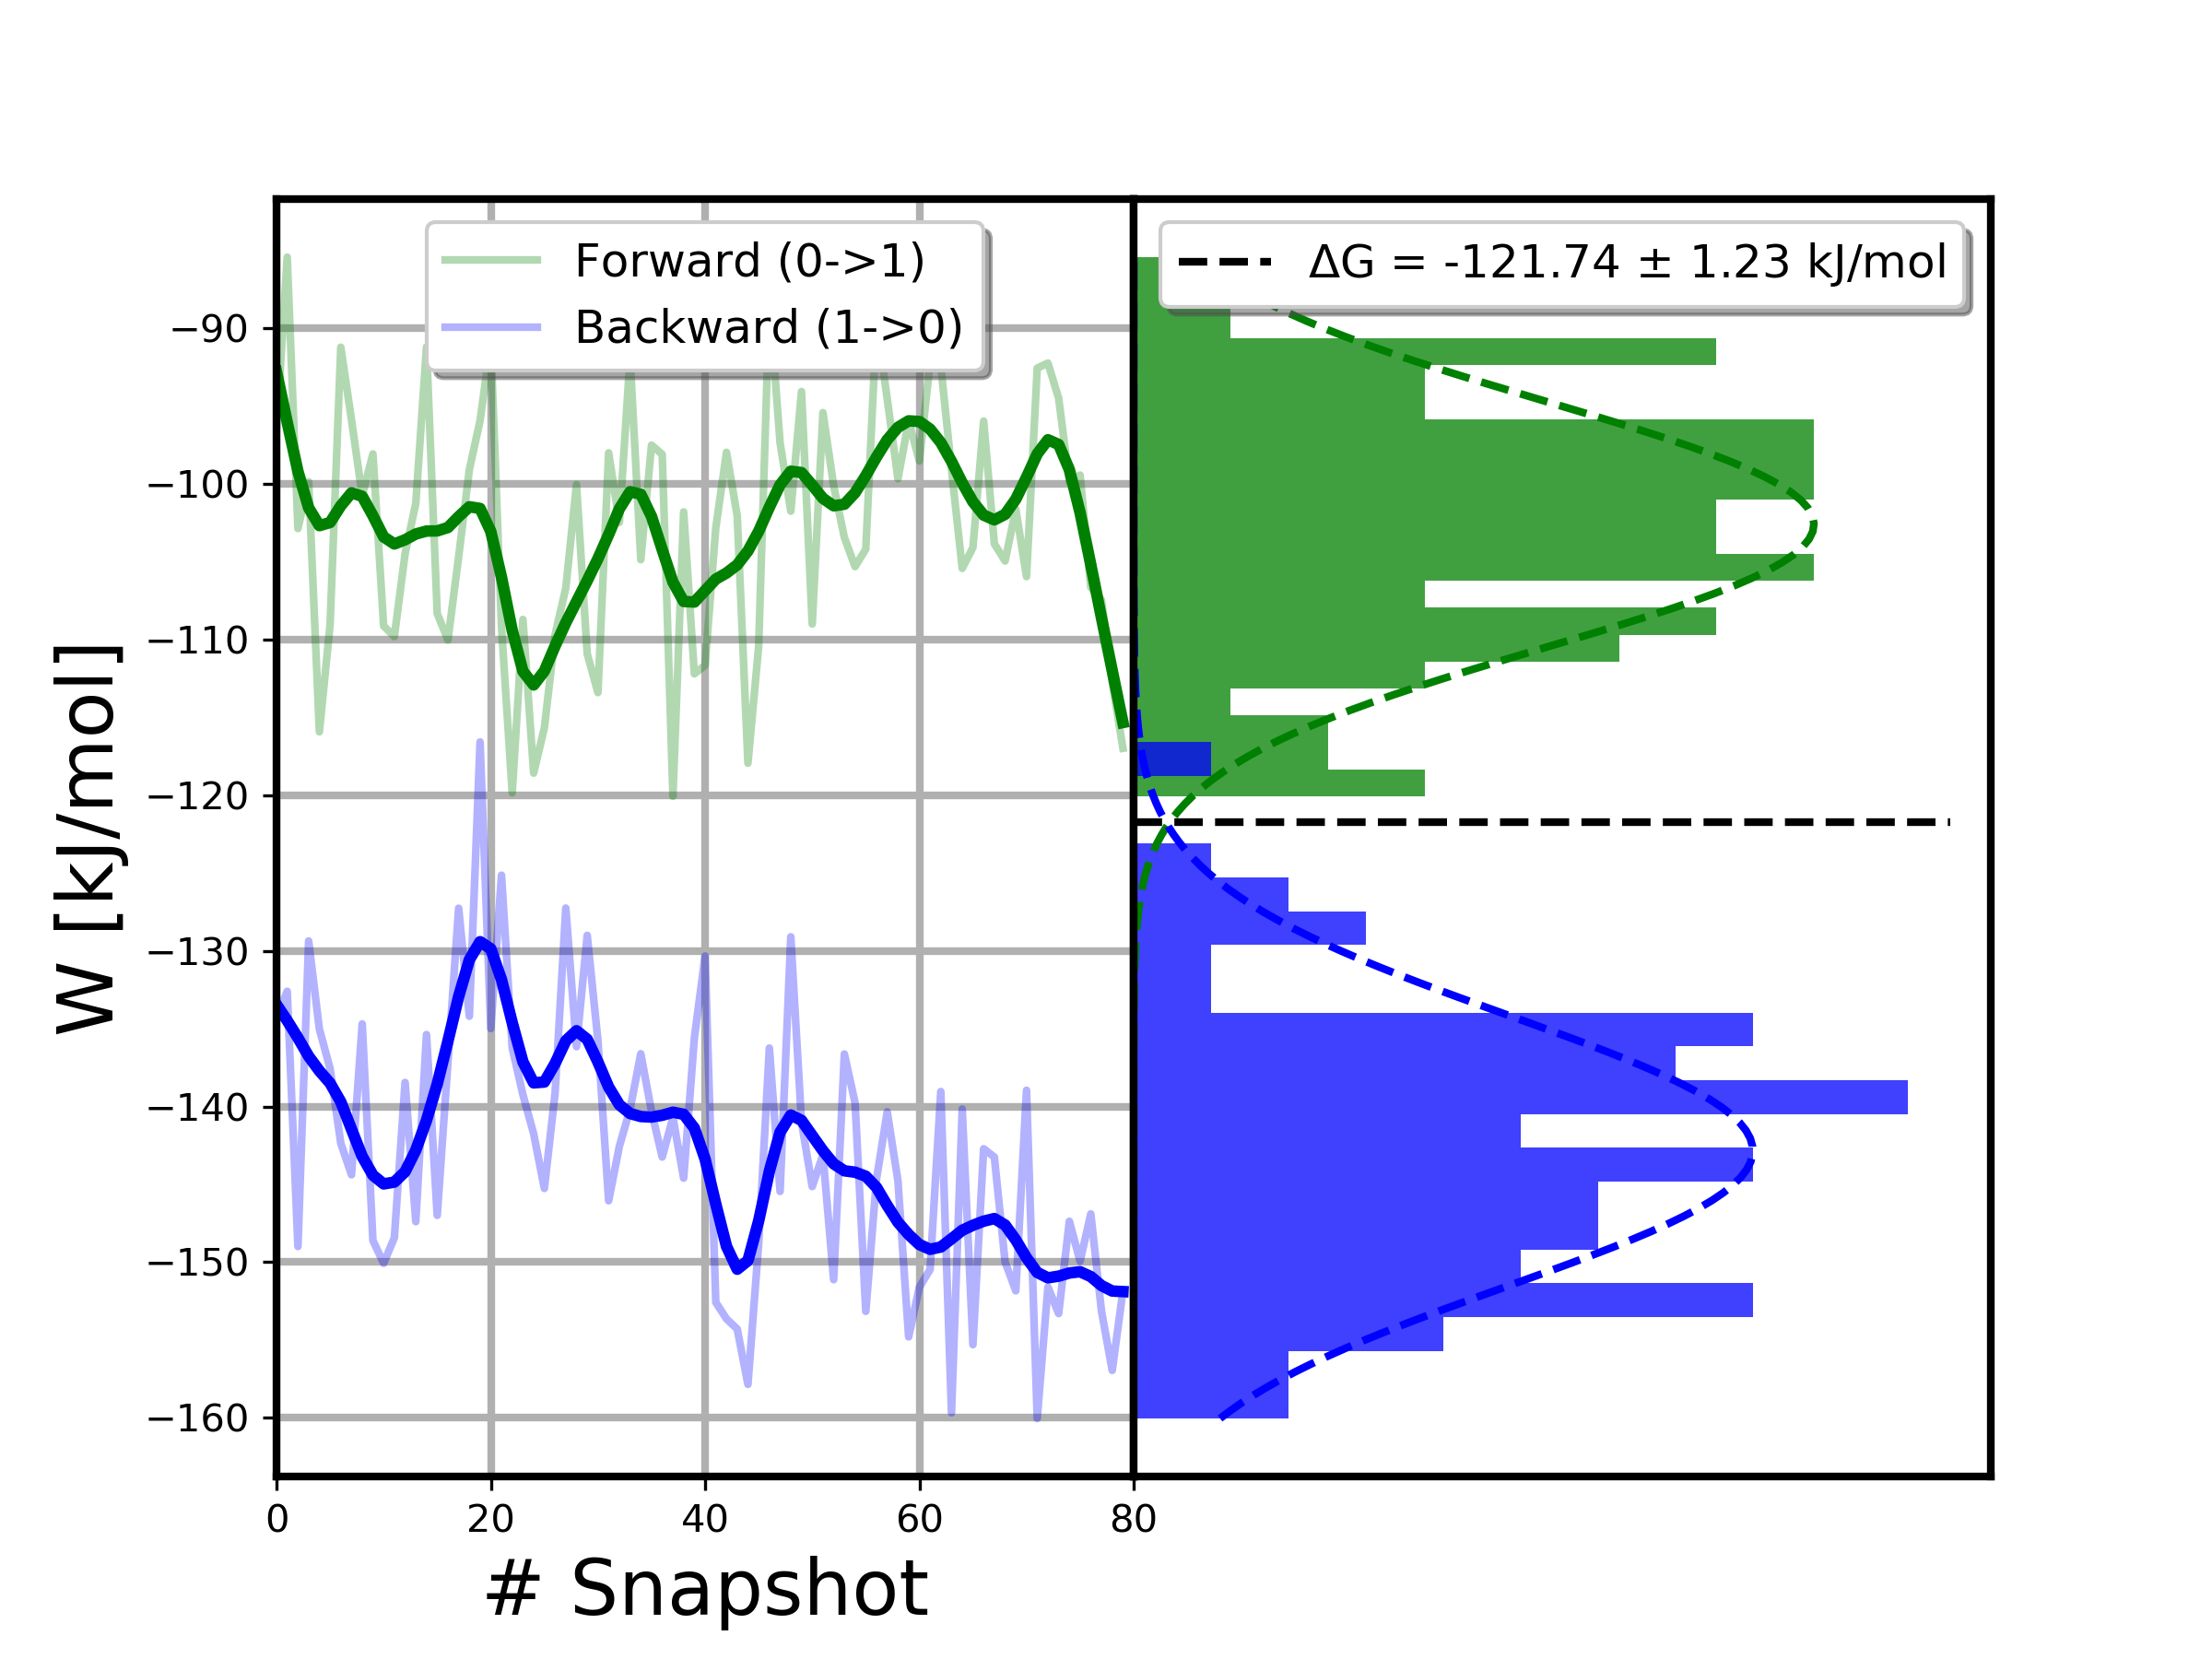 Forward (0->1)
Backward (1->0)
ΔG = -121.74 ± 1.23 kJ/mol
W [kJ/mol]
−90
−100
−110
−120
−130
−140
−150
−160
0 20 40 60 80
# Snapshot